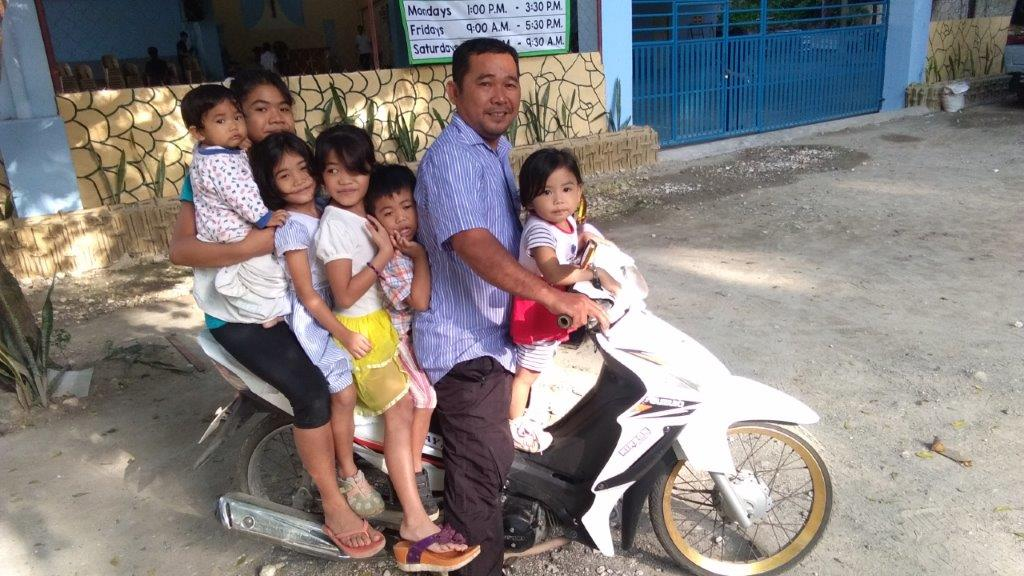 Mondays 1:00 P.M. - 3:30 P.M.
Fridays 9:00 A.M. - 5:30 P.M.
Saturdays - 9:30 A.M.